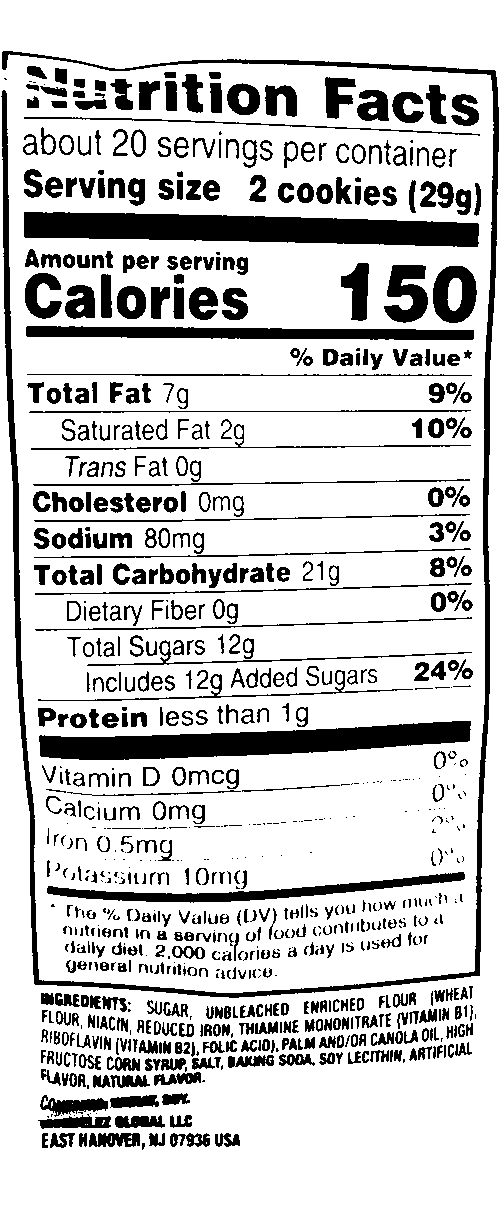 Nutrition Facts
about 20 servings per container
Serving size 2 cookies (29g)
Amount per serving
Calories 150
% Daily Value*
Total Fat 7g 9%
Saturated Fat 2g 10%
Trans Fat 0g
Cholesterol 0mg 0%
Sodium 80mg 3%
Total Carbohydrate 21g 8%
Dietary Fiber 0g 0%
Total Sugars 12g
Includes 12g Added Sugars 24%
Protein less than 1g
Vitamin D 0mcg 0%
Calcium 0mg 0%
Iron 0.5mg 2%
Potassium 10mg 0%
* The % Daily Value (DV) tells you how much a
nutrient in a serving of food contributes to a
daily diet. 2,000 calories a day is used for
general nutrition advice.
INGREDIENTS: SUGAR, UNBLEACHED ENRICHED FLOUR (WHEAT
FLOUR, NIACIN, REDUCED IRON, THIAMINE MONONITRATE (VITAMIN B1),
RIBOFLAVIN (VITAMIN B2), FOLIC ACID), PALM AND/OR CANOLA OIL, HIGH
FRUCTOSE CORN SYRUP, SALT, BAKING SODA, SOY LECITHIN, ARTIFICIAL
FLAVOR, NATURAL FLAVOR.
SOY.
GLOBAL LLC
EAST HANOVER, NJ 07936 USA